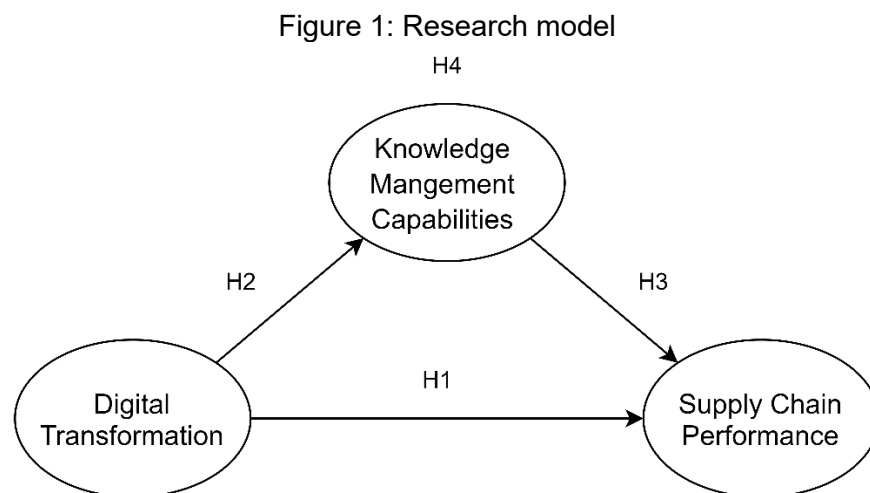 Figure 1: Research model
H4
Knowledge
Mangement
Capabilities
H2
H3
H1
Digital
Transformation
Supply Chain
Performance